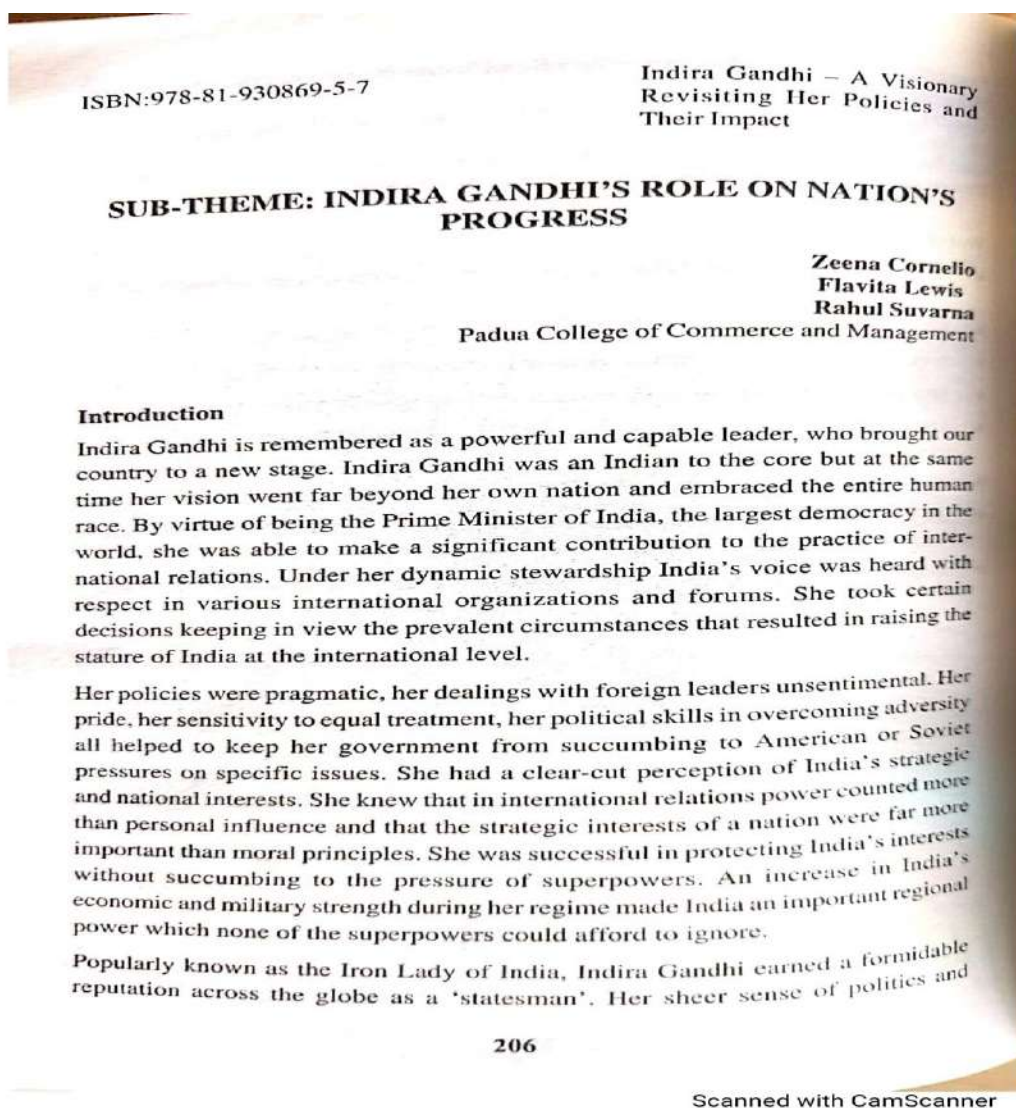 ISBN:978-81-930869-5-7
Indira Gandhi – A Visionary
Revisiting Her Policies and
Their Impact
SUB-THEME: INDIRA GANDHI'S ROLE ON NATION'S
PROGRESS
Zeena Cornelio
Flavita Lewis
Rahul Suvarna
Padua College of Commerce and Management
Introduction
Indira Gandhi is remembered as a powerful and capable leader, who brought our
country to a new stage. Indira Gandhi was an Indian to the core but at the same
time her vision went far beyond her own nation and embraced the entire human
race. By virtue of being the Prime Minister of India, the largest democracy in the
world, she was able to make a significant contribution to the practice of inter-
national relations. Under her dynamic stewardship India's voice was heard with
respect in various international organizations and forums. She took certain
decisions keeping in view the prevalent circumstances that resulted in raising the
stature of India at the international level.
Her policies were pragmatic, her dealings with foreign leaders unsentimental. Her
pride, her sensitivity to equal treatment, her political skills in overcoming adversity
all helped to keep her government from succumbing to American or Soviet
pressures on specific issues. She had a clear-cut perception of India's strategic
and national interests. She knew that in international relations power counted more
than personal influence and that the strategic interests of a nation were far more
important than moral principles. She was successful in protecting India's interests
without succumbing to the pressure of superpowers. An increase in India's
economic and military strength during her regime made India an important regional
power which none of the superpowers could afford to ignore.
Popularly known as the Iron Lady of India, Indira Gandhi earned a formidable
reputation across the globe as a 'statesman'. Her sheer sense of politics and
206
Scanned with CamScanner